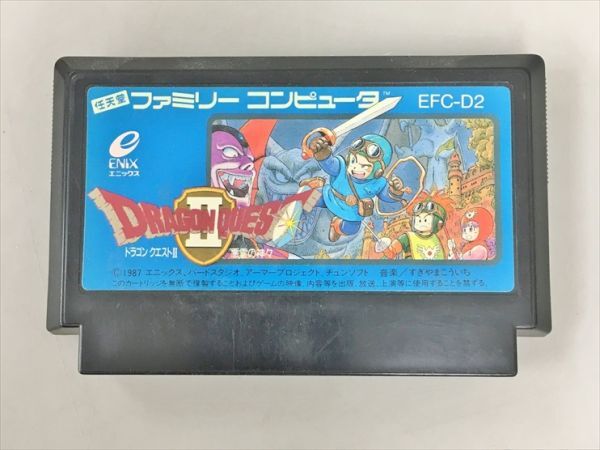 任天堂 ファミリー コンピュータ™ EFC-D2
ENIX
エニックス
DRAGON QUEST
II
ドラゴンクエストII 悪霊の神々
© 1987 エニックス、バードスタジオ、アーマープロジェクト、チュンソフト 音楽/すぎやまこういち
このカートリッジを無断で複製することおよびゲームの映像、内容等を出版、放送、上演等に使用することを禁ずる。